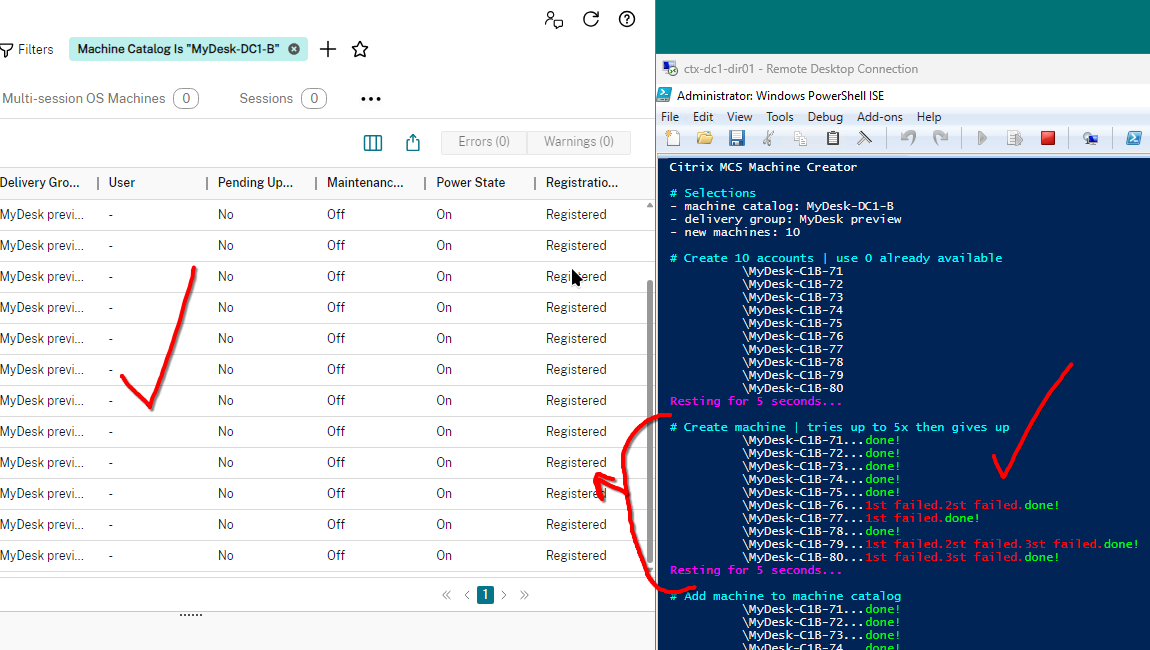 Filters Machine Catalog Is "MyDesk-DC1-B"
Multi-session OS Machines 0 Sessions 0
Errors (0) Warnings (0)
Delivery Gro... User Pending Up... Maintenanc... Power State Registratio...
MyDesk previ... - No Off On Registered
MyDesk previ... - No Off On Registered
MyDesk previ... - No Off On Registered
MyDesk previ... - No Off On Registered
MyDesk previ... - No Off On Registered
MyDesk previ... - No Off On Registered
MyDesk previ... - No Off On Registered
MyDesk previ... - No Off On Registered
MyDesk previ... - No Off On Registered
MyDesk previ... - No Off On Registered
MyDesk previ... - No Off On Registered
MyDesk previ... - No Off On Registered
« ‹ 1 › »
ctx-dc1-dir01 - Remote Desktop Connection
Administrator: Windows PowerShell ISE
File Edit View Tools Debug Add-ons Help
Citrix MCS Machine Creator
# Selections
- machine catalog: MyDesk-DC1-B
- delivery group: MyDesk preview
- new machines: 10
# Create 10 accounts | use 0 already available
\MyDesk-C1B-71
\MyDesk-C1B-72
\MyDesk-C1B-73
\MyDesk-C1B-74
\MyDesk-C1B-75
\MyDesk-C1B-76
\MyDesk-C1B-77
\MyDesk-C1B-78
\MyDesk-C1B-79
\MyDesk-C1B-80
Resting for 5 seconds...
# Create machine | tries up to 5x then gives up
\MyDesk-C1B-71...done!
\MyDesk-C1B-72...done!
\MyDesk-C1B-73...done!
\MyDesk-C1B-74...done!
\MyDesk-C1B-75...done!
\MyDesk-C1B-76...1st failed.2st failed.done!
\MyDesk-C1B-77...1st failed.done!
\MyDesk-C1B-78...done!
\MyDesk-C1B-79...1st failed.2st failed.3st failed.done!
\MyDesk-C1B-80...1st failed.3st failed.done!
Resting for 5 seconds...
# Add machine to machine catalog
\MyDesk-C1B-71...done!
\MyDesk-C1B-72...done!
\MyDesk-C1B-73...done!
\MyDesk-C1B-74...done!